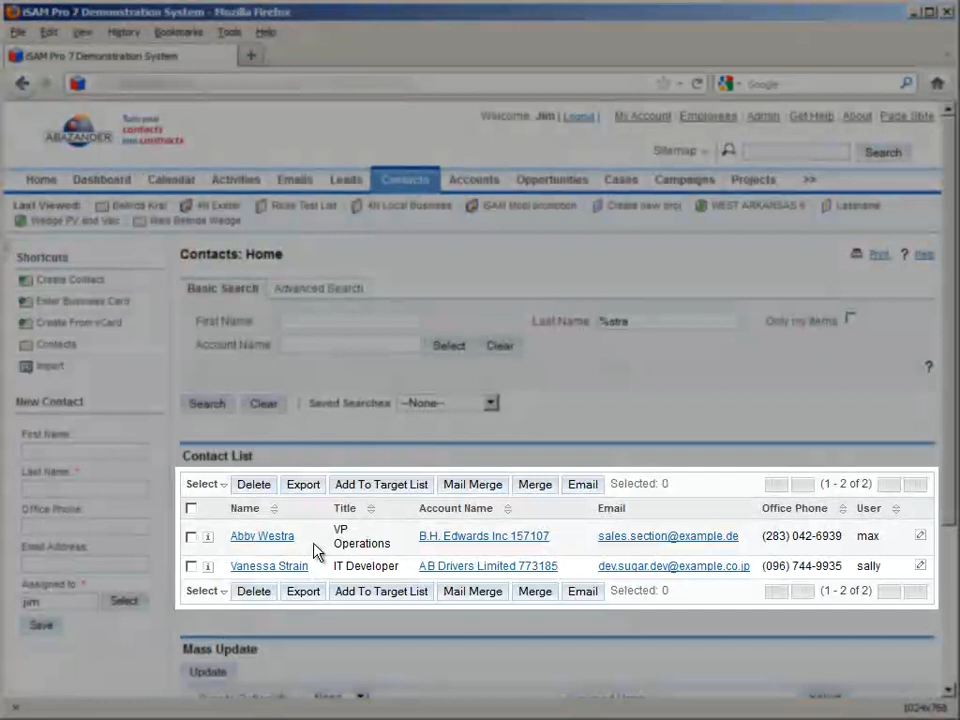 iSAM Pro 7 Demonstration System - Mozilla Firefox
File Edit View History Bookmarks Tools Help
iSAM Pro 7 Demonstration System
Google
ABAZANDER
Turn your
contacts
into contracts
Welcome, Jim [ Logout ] My Account Employees Admin Get Help About Page Title
Sitemap Search
Home Dashboard Calendar Activities Emails Leads Contacts Accounts Opportunities Cases Campaigns Projects >>
Last Viewed: Belinda Kral All Exeter Rosie Test List All Local Business iSAM Mobi promotion Create new WEST ARKANSAS Lastname
Wedge PV and Vac Web Belinda Wedge
Shortcuts
Create Contact
Enter Business Card
Create From vCard
Contacts
Import
New Contact
First Name:
Last Name: *
Office Phone:
Email Address:
Assigned to: *
jim Select
Save
Contacts: Home
Print ? Help
Basic Search Advanced Search
First Name Last Name %stra Only my items
Account Name Select Clear
?
Search Clear | Saved Searches --None--
Contact List
Select Delete Export Add To Target List Mail Merge Merge Email Selected: 0 (1 - 2 of 2)
Name Title Account Name Email Office Phone User
Abby Westra VP Operations B.H. Edwards Inc 157107 sales.section@example.de (283) 042-6939 max
Vanessa Strain IT Developer A B Drivers Limited 773185 dev.sugar.dev@example.co.jp (096) 744-9935 sally
Select Delete Export Add To Target List Mail Merge Merge Email Selected: 0 (1 - 2 of 2)
Mass Update
Update
1024x768